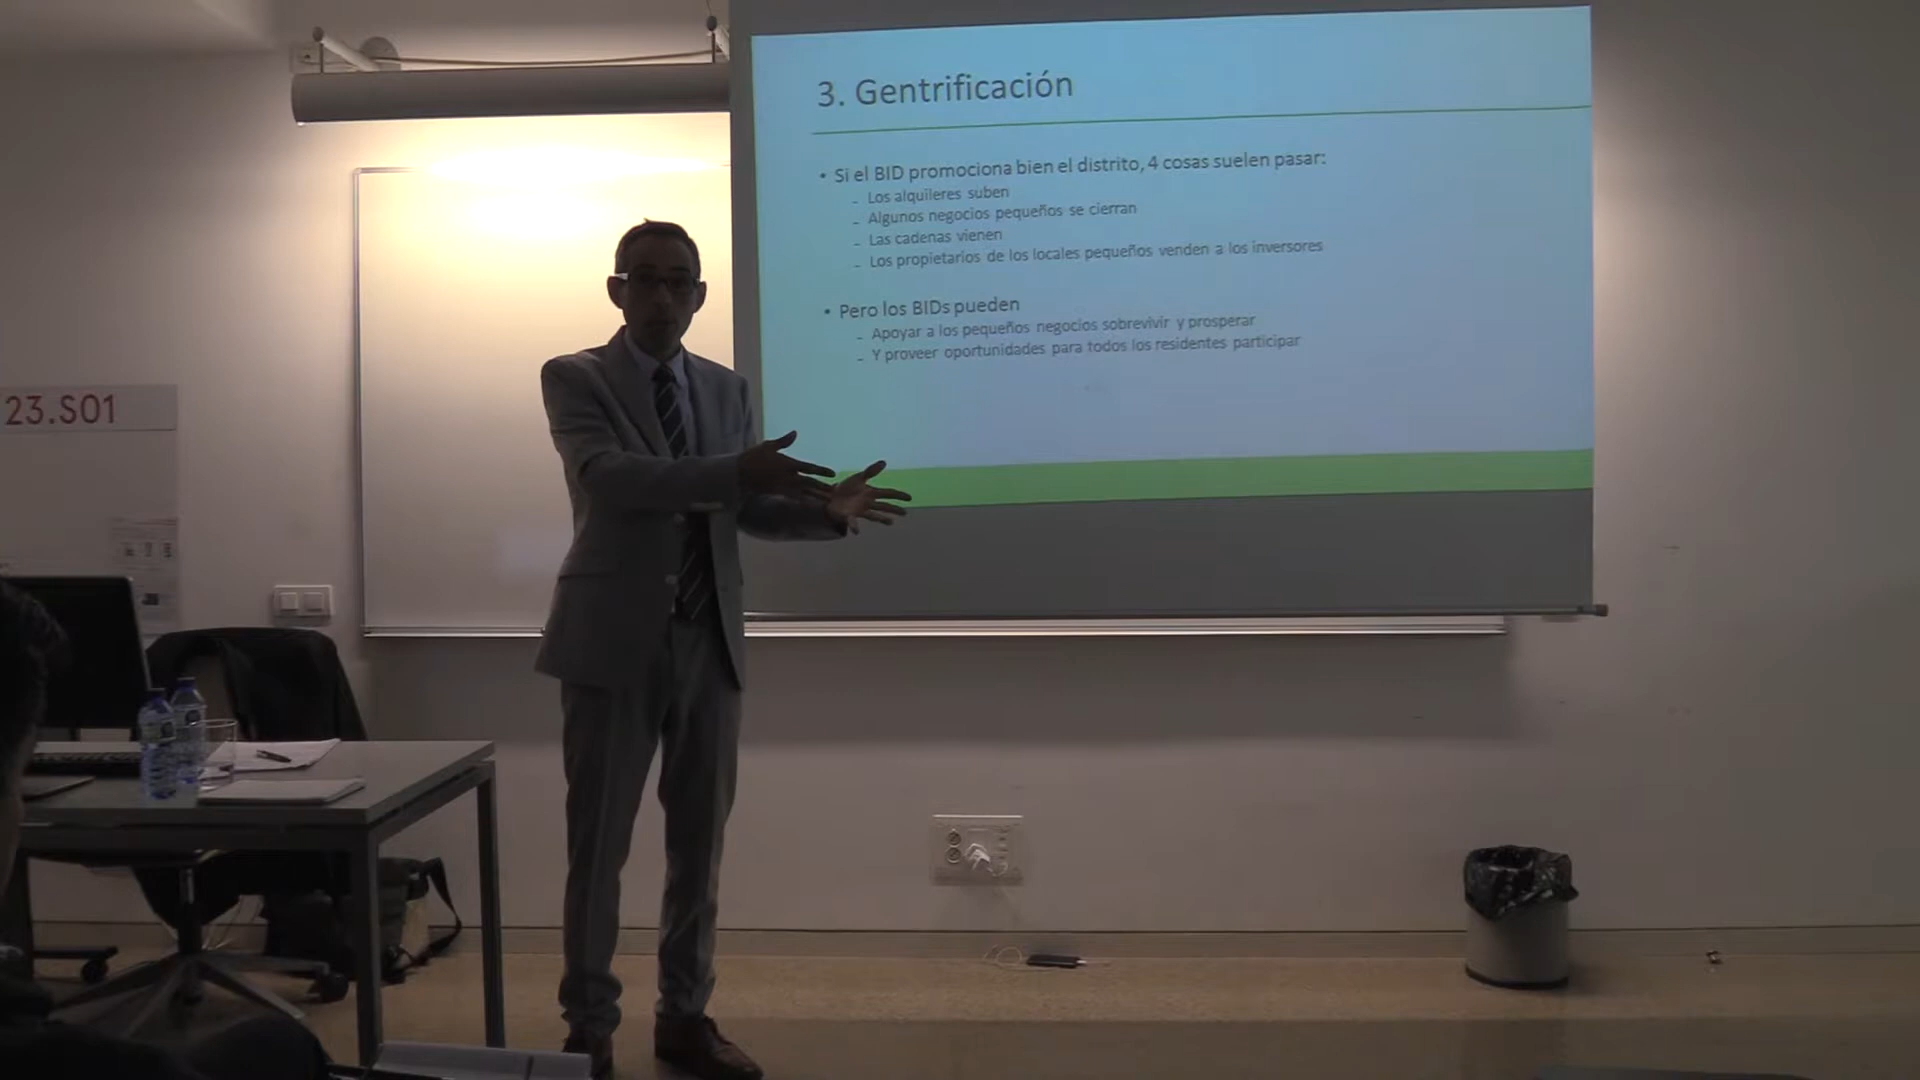 3. Gentrificación
• Si el BID promociona bien el distrito, 4 cosas suelen pasar:
- Los alquileres suben
- Algunos negocios pequeños se cierran
- Las cadenas vienen
- Los propietarios de los locales pequeños venden a los inversores
• Pero los BIDs pueden
- Apoyar a los pequeños negocios sobrevivir y prosperar
- Y proveer oportunidades para todos los residentes participar
23.S01